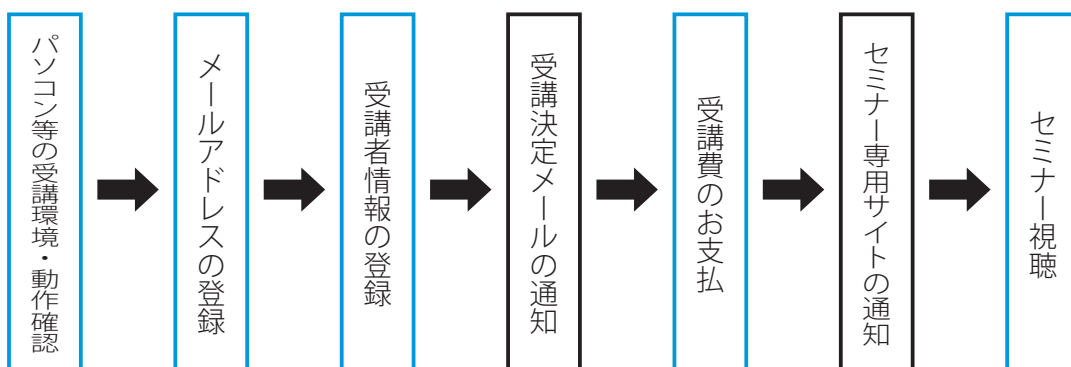 パソコン等の受講環境・動作確認
メールアドレスの登録
受講者情報の登録
受講決定メールの通知
受講費のお支払
セミナー専用サイトの通知
セミナー視聴